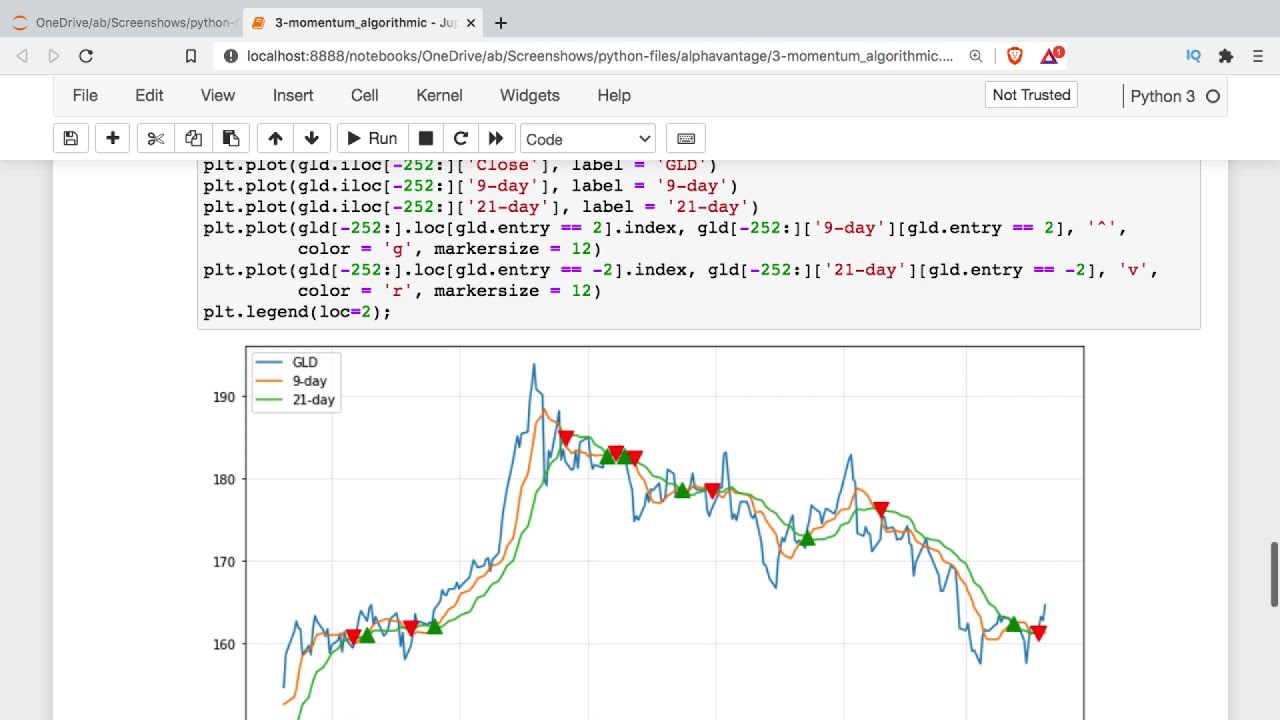 OneDrive/ab/Screenshows/python-f
3-momentum_algorithmic - Jup
localhost:8888/notebooks/OneDrive/ab/Screenshows/python-files/alphavantage/3-momentum_algorithmic....
1
IQ
File Edit View Insert Cell Kernel Widgets Help
Not Trusted
Python 3
Run
Code
plt.plot(gld.iloc[-252:]['Close'], label = 'GLD')
plt.plot(gld.iloc[-252:]['9-day'], label = '9-day')
plt.plot(gld.iloc[-252:]['21-day'], label = '21-day')
plt.plot(gld[-252:].loc[gld.entry == 2].index, gld[-252:]['9-day'][gld.entry == 2], '^',
color = 'g', markersize = 12)
plt.plot(gld[-252:].loc[gld.entry == -2].index, gld[-252:]['21-day'][gld.entry == -2], 'v',
color = 'r', markersize = 12)
plt.legend(loc=2);
GLD
9-day
21-day
190
180
170
160